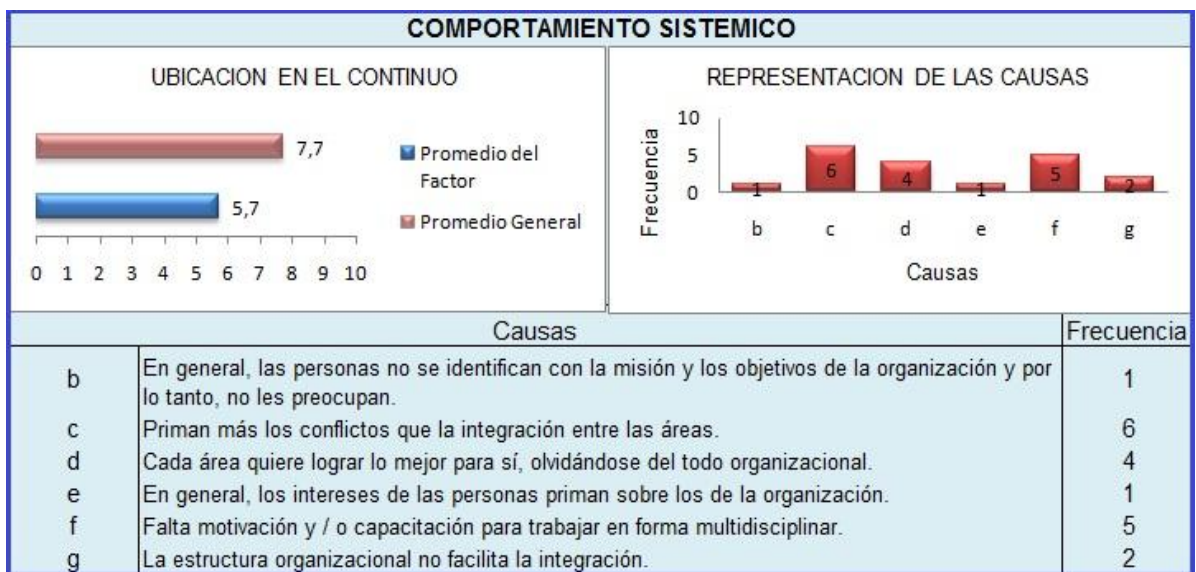 COMPORTAMIENTO SISTEMICO
UBICACION EN EL CONTINUO
7,7
5,7
0 1 2 3 4 5 6 7 8 9 10
Promedio del
Factor
Promedio General
REPRESENTACION DE LAS CAUSAS
Frecuencia
10
5
0
1 6 4 1 5 2
b c d e f g
Causas
Causas Frecuencia
b En general, las personas no se identifican con la misión y los objetivos de la organización y por
lo tanto, no les preocupan. 1
c Priman más los conflictos que la integración entre las áreas. 6
d Cada área quiere lograr lo mejor para sí, olvidándose del todo organizacional. 4
e En general, los intereses de las personas priman sobre los de la organización. 1
f Falta motivación y / o capacitación para trabajar en forma multidisciplinar. 5
g La estructura organizacional no facilita la integración. 2